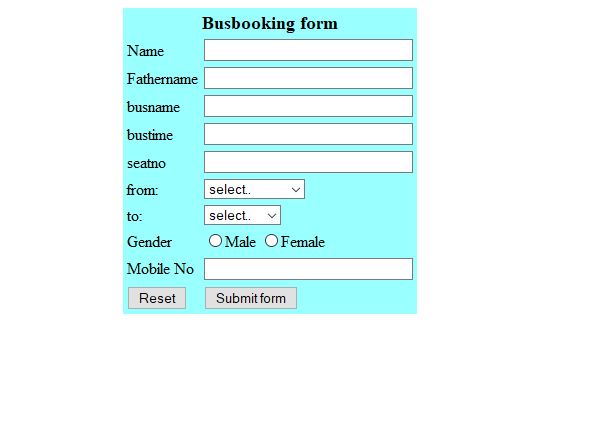 Busbooking form
Name
Fathername
busname
bustime
seatno
from: select..
to: select..
Gender Male Female
Mobile No
Reset Submit form